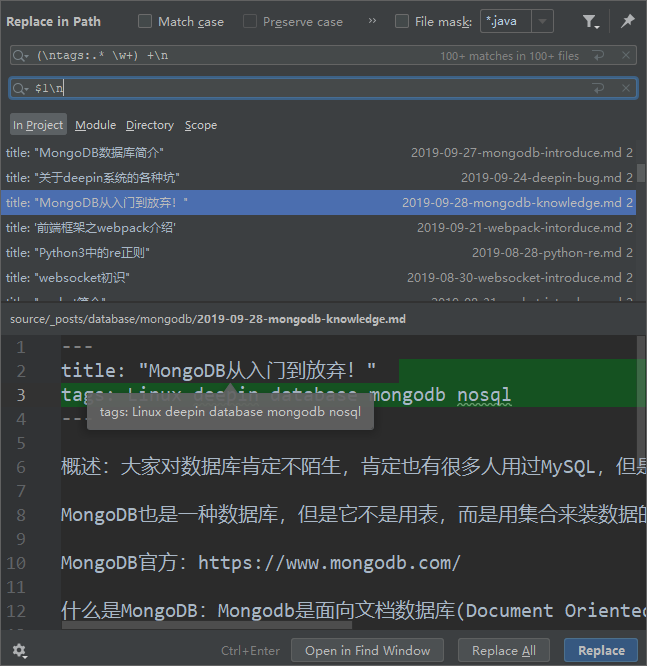 Replace in Path
Match case
Preserve case
File mask:
*.java
(\ntags:.* \w+) +\n
100+ matches in 100+ files
$1\n
In Project
Module
Directory
Scope
title: "MongoDB数据库简介" 2019-09-27-mongodb-introduce.md 2
title: "关于deepin系统的各种坑" 2019-09-24-deepin-bug.md 2
title: "MongoDB从入门到放弃！" 2019-09-28-mongodb-knowledge.md 2
title: '前端框架之webpack介绍' 2019-09-21-webpack-intorduce.md 2
title: "Python3中的re正则" 2019-08-28-python-re.md 2
title: "websocket初识" 2019-08-30-websocket-introduce.md 2
source/_posts/database/mongodb/2019-09-28-mongodb-knowledge.md
1 ---
2 title: "MongoDB从入门到放弃！"
3 tags: Linux deepin database mongodb nosql
tags: Linux deepin database mongodb nosql
4 ---
5
6 概述：大家对数据库肯定不陌生，肯定也有很多人用过MySQL，但是
7
8 MongoDB也是一种数据库，但是它不是用表，而是用集合来装数据的
9
10 MongoDB官方：https://www.mongodb.com/
11
12 什么是MongoDB：Mongodb是面向文档数据库(Document Oriented
Ctrl+Enter
Open in Find Window
Replace All
Replace